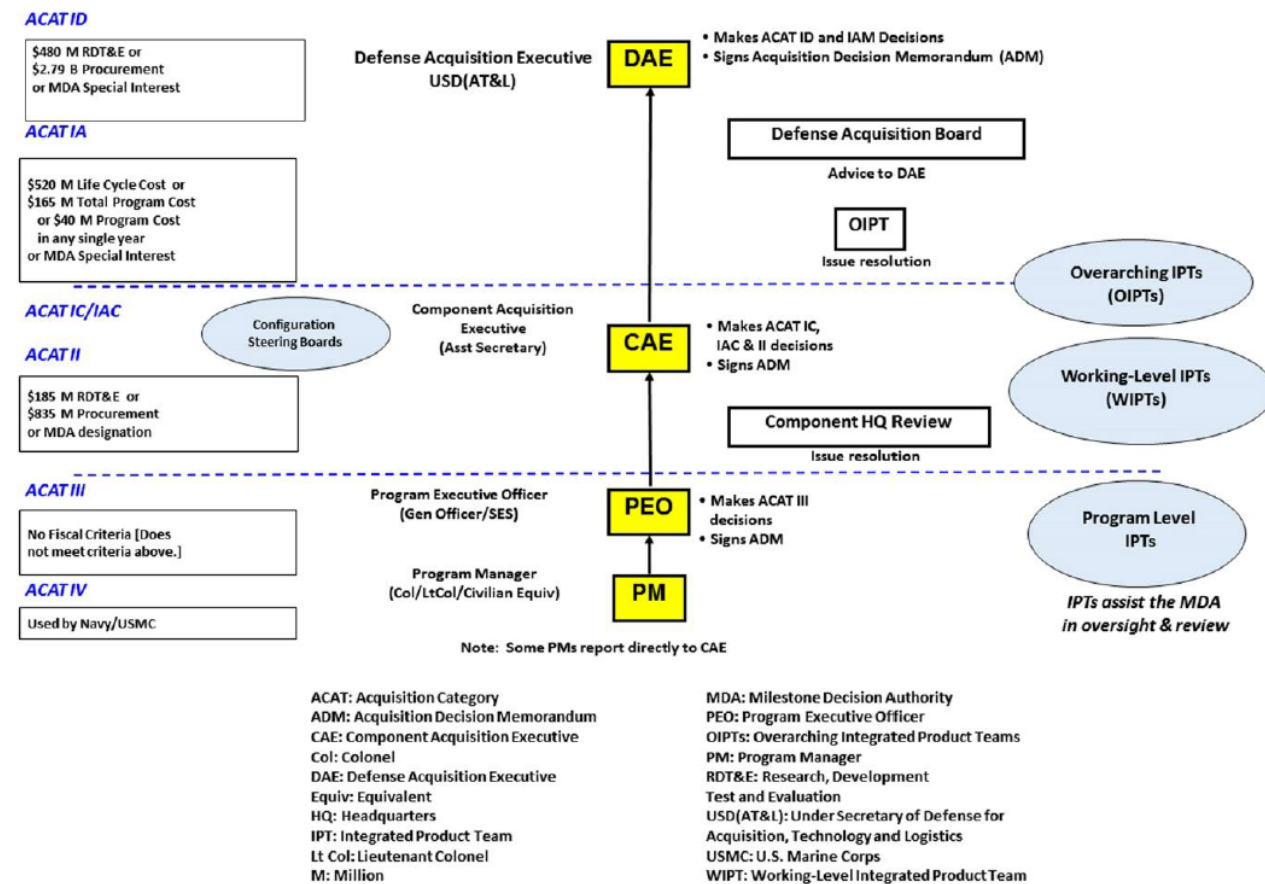 ACAT ID
$480 M RDT&E or
$2.79 B Procurement
or MDA Special Interest
Defense Acquisition Executive
USD(AT&L)
DAE
• Makes ACAT ID and IAM Decisions
• Signs Acquisition Decision Memorandum (ADM)
ACAT IA
$520 M Life Cycle Cost or
$165 M Total Program Cost
or $40 M Program Cost
in any single year
or MDA Special Interest
Defense Acquisition Board
Advice to DAE
OIPT
Issue resolution
Overarching IPTs
(OIPTs)
ACAT IC/IAC
Configuration
Steering Boards
Component Acquisition
Executive
(Asst Secretary)
CAE
• Makes ACAT IC,
IAC & II decisions
• Signs ADM
Working-Level IPTs
(WIPTs)
ACAT II
$185 M RDT&E or
$835 M Procurement
or MDA designation
Component HQ Review
Issue resolution
ACAT III
No Fiscal Criteria [Does
not meet criteria above.]
Program Executive Officer
(Gen Officer/SES)
PEO
• Makes ACAT III
decisions
• Signs ADM
Program Level
IPTs
ACAT IV
Used by Navy/USMC
Program Manager
(Col/LtCol/Civilian Equiv)
PM
IPTs assist the MDA
in oversight & review
Note: Some PMs report directly to CAE
ACAT: Acquisition Category
ADM: Acquisition Decision Memorandum
CAE: Component Acquisition Executive
Col: Colonel
DAE: Defense Acquisition Executive
Equiv: Equivalent
HQ: Headquarters
IPT: Integrated Product Team
Lt Col: Lieutenant Colonel
M: Million
MDA: Milestone Decision Authority
PEO: Program Executive Officer
OIPTs: Overarching Integrated Product Teams
PM: Program Manager
RDT&E: Research, Development
Test and Evaluation
USD(AT&L): Under Secretary of Defense for
Acquisition, Technology and Logistics
USMC: U.S. Marine Corps
WIPT: Working-Level Integrated Product Team